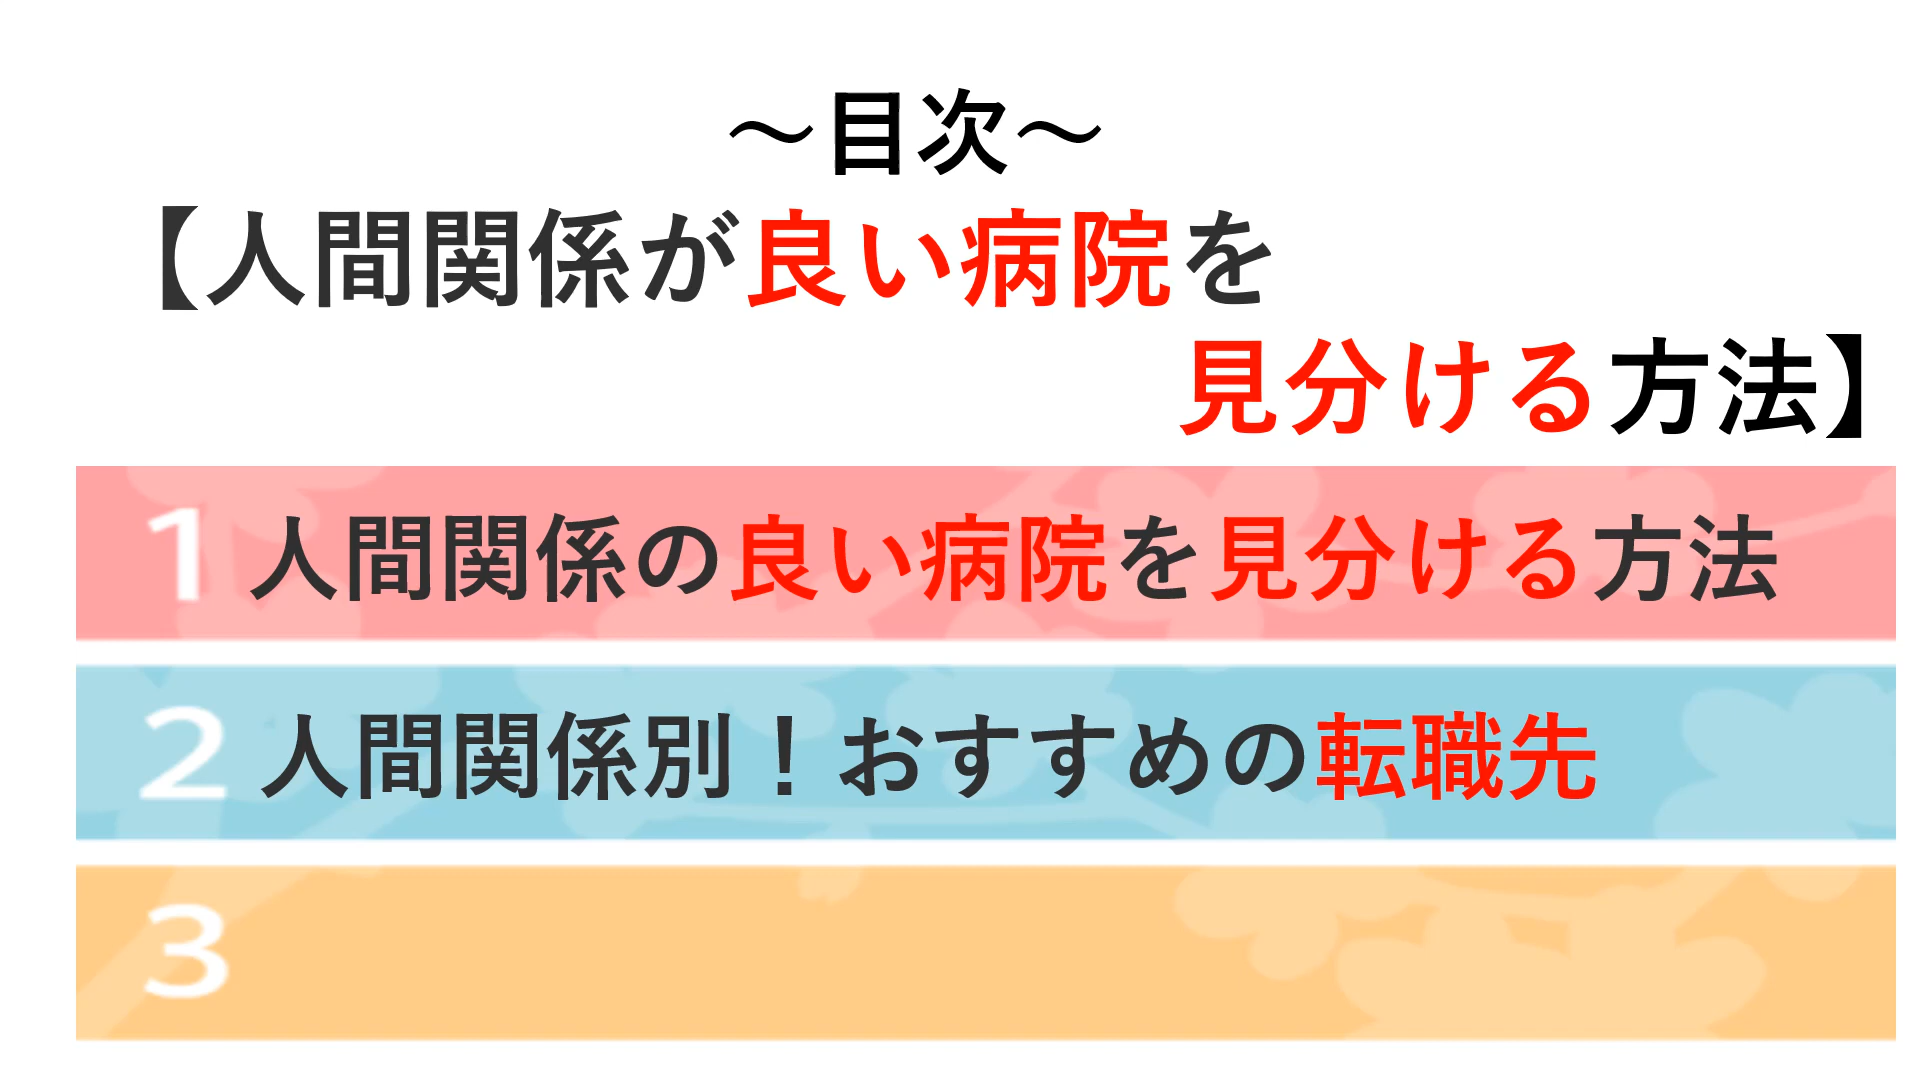 ～目次～
【人間関係が良い病院を
見分ける方法】
1 人間関係の良い病院を見分ける方法
2 人間関係別！おすすめの転職先
3